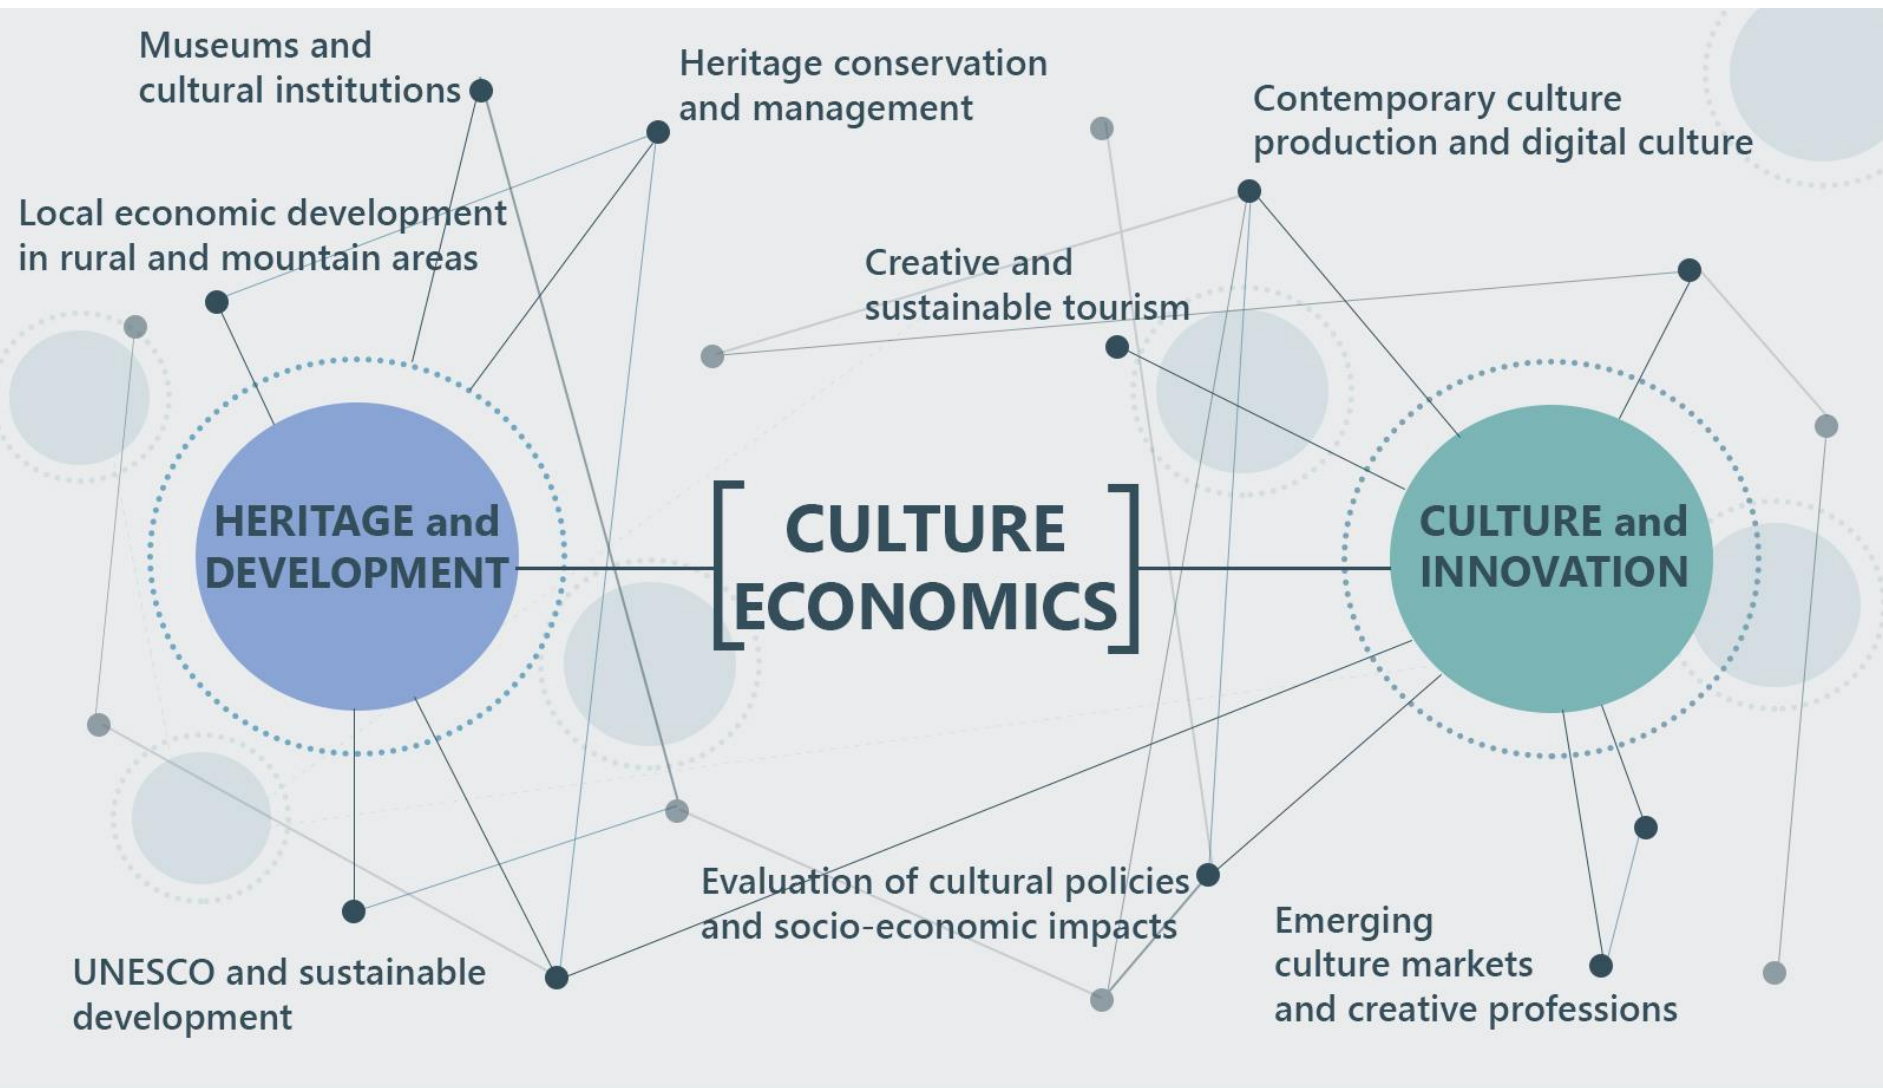 Museums and
cultural institutions
Heritage conservation
and management
Contemporary culture
production and digital culture
Local economic development
in rural and mountain areas
Creative and
sustainable tourism
HERITAGE and
DEVELOPMENT
CULTURE
ECONOMICS
CULTURE and
INNOVATION
Evaluation of cultural policies
and socio-economic impacts
Emerging
culture markets
and creative professions
UNESCO and sustainable
development